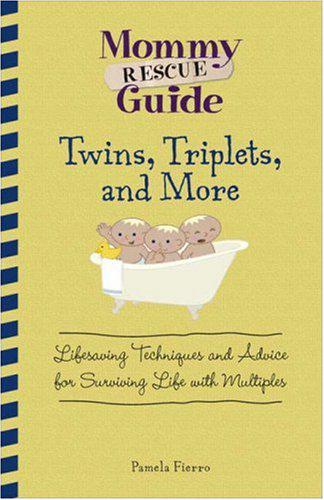 Mommy
RESCUE
Guide
Twins, Triplets,
and More
Lifesaving Techniques and Advice
for Surviving Life with Multiples
Pamela Fierro